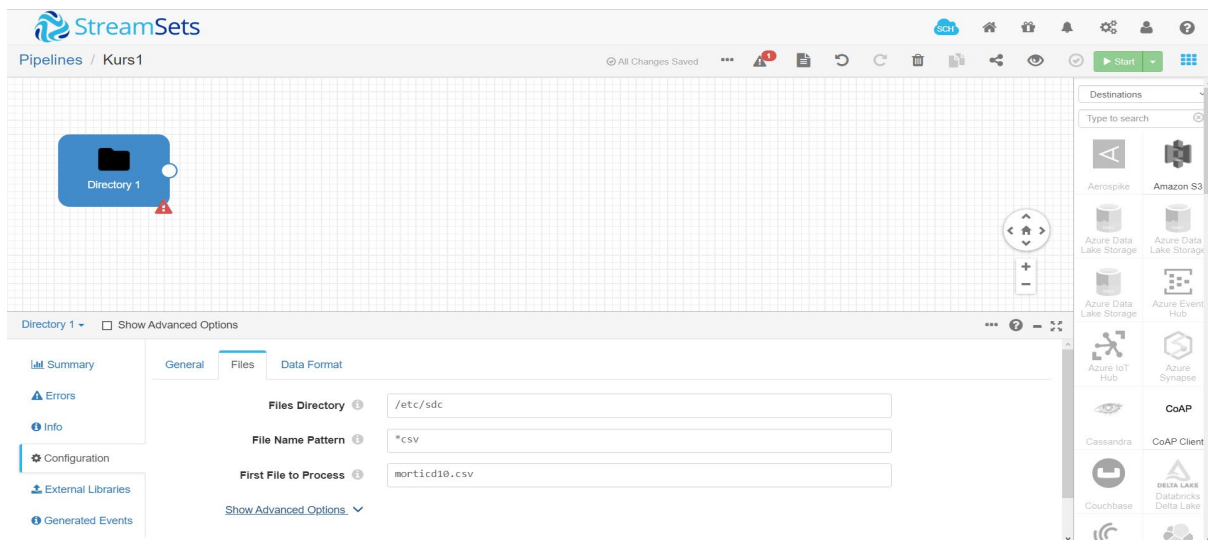 StreamSets
SCH
Pipelines / Kurs1
All Changes Saved
1
Start
Directory 1
Destinations
Type to search
Aerospike
Amazon S3
Azure Data Lake Storage
Azure Data Lake Storage
Azure Data Lake Storage
Azure Event Hub
Azure IoT Hub
Azure Synapse
Cassandra
CoAP
CoAP Client
Couchbase
DELTA LAKE
Databricks Delta Lake
Directory 1
Show Advanced Options
Summary
Errors
Info
Configuration
External Libraries
Generated Events
General
Files
Data Format
Files Directory
/etc/sdc
File Name Pattern
*csv
First File to Process
morticd10.csv
Show Advanced Options